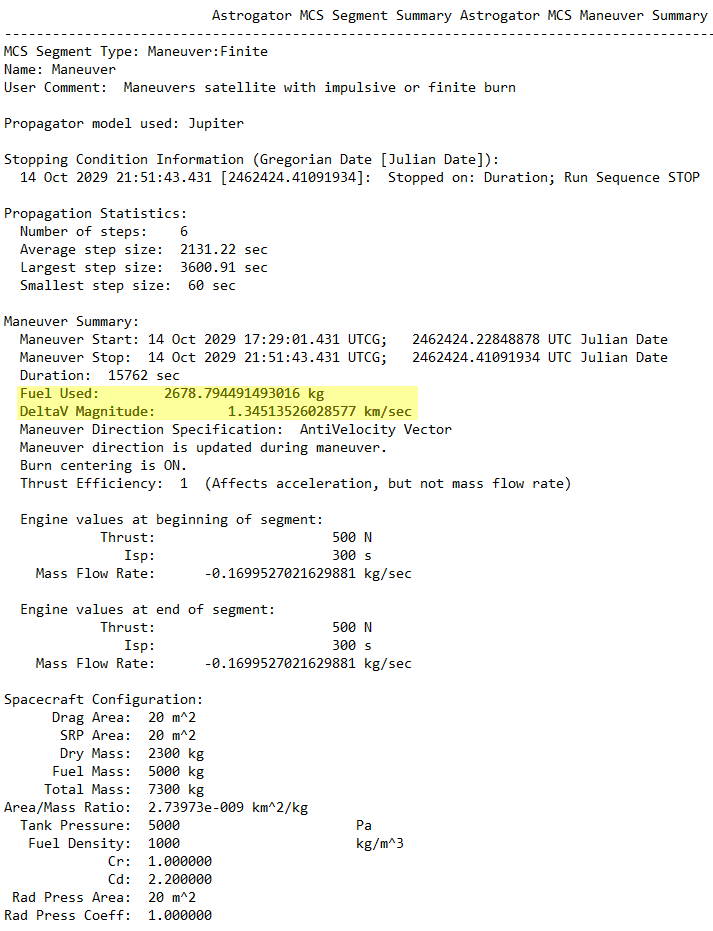 Astrogator MCS Segment Summary Astrogator MCS Maneuver Summary
-----------------------------------------------------------------------------------------
MCS Segment Type: Maneuver:Finite
Name: Maneuver
User Comment:  Maneuvers satellite with impulsive or finite burn
Propagator model used: Jupiter
Stopping Condition Information (Gregorian Date [Julian Date]):
14 Oct 2029 21:51:43.431 [2462424.41091934]:  Stopped on: Duration; Run Sequence STOP
Propagation Statistics:
Number of steps:    6
Average step size:  2131.22 sec
Largest step size:  3600.91 sec
Smallest step size:  60 sec
Maneuver Summary:
Maneuver Start: 14 Oct 2029 17:29:01.431 UTCG;   2462424.22848878 UTC Julian Date
Maneuver Stop:  14 Oct 2029 21:51:43.431 UTCG;   2462424.41091934 UTC Julian Date
Duration:  15762 sec
Fuel Used:        2678.794491493016 kg
DeltaV Magnitude:         1.34513526028577 km/sec
Maneuver Direction Specification:  AntiVelocity Vector
Maneuver direction is updated during maneuver.
Burn centering is ON.
Thrust Efficiency:  1  (Affects acceleration, but not mass flow rate)
Engine values at beginning of segment:
Thrust:                      500 N
Isp:                      300 s
Mass Flow Rate:      -0.1699527021629881 kg/sec
Engine values at end of segment:
Thrust:                      500 N
Isp:                      300 s
Mass Flow Rate:      -0.1699527021629881 kg/sec
Spacecraft Configuration:
Drag Area:  20 m^2
SRP Area:  20 m^2
Dry Mass:  2300 kg
Fuel Mass:  5000 kg
Total Mass:  7300 kg
Area/Mass Ratio:  2.73973e-009 km^2/kg
Tank Pressure:  5000                      Pa
Fuel Density:  1000                      kg/m^3
Cr:  1.000000
Cd:  2.200000
Rad Press Area:  20 m^2
Rad Press Coeff:  1.000000